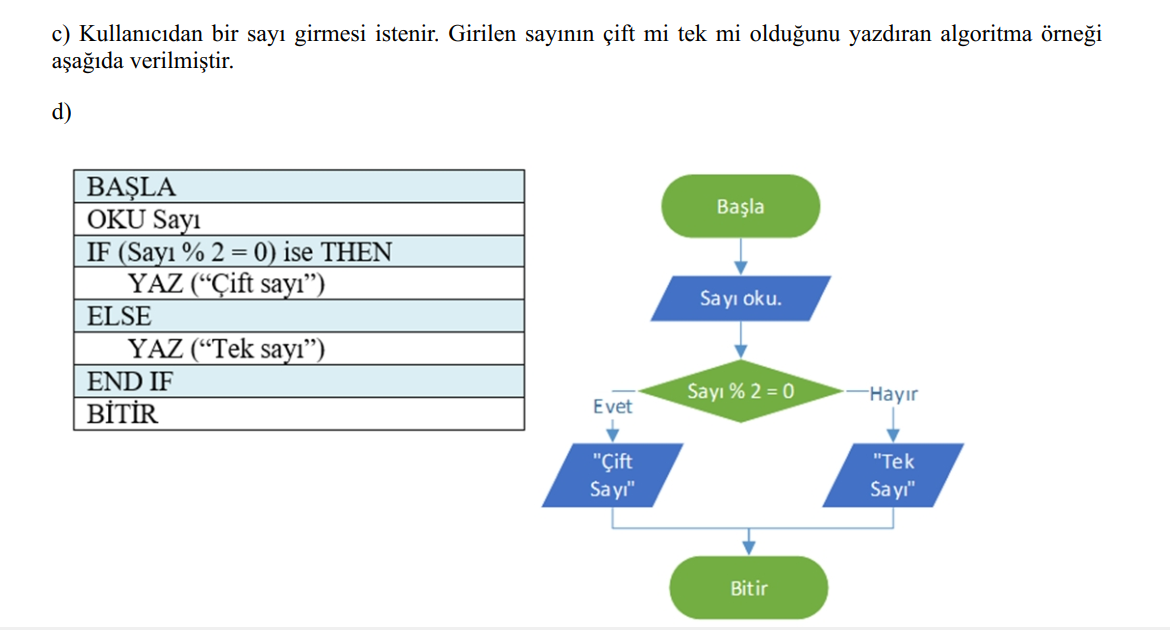 c) Kullanıcıdan bir sayı girmesi istenir. Girilen sayının çift mi tek mi olduğunu yazdıran algoritma örneği
aşağıda verilmiştir.
d)
BAŞLA
OKU Sayı
IF (Sayı % 2 = 0) ise THEN
YAZ (“Çift sayı”)
ELSE
YAZ (“Tek sayı”)
END IF
BİTİR
Başla
Sayı oku.
Sayı % 2 = 0
Evet
Hayır
"Çift
Sayı"
"Tek
Sayı"
Bitir